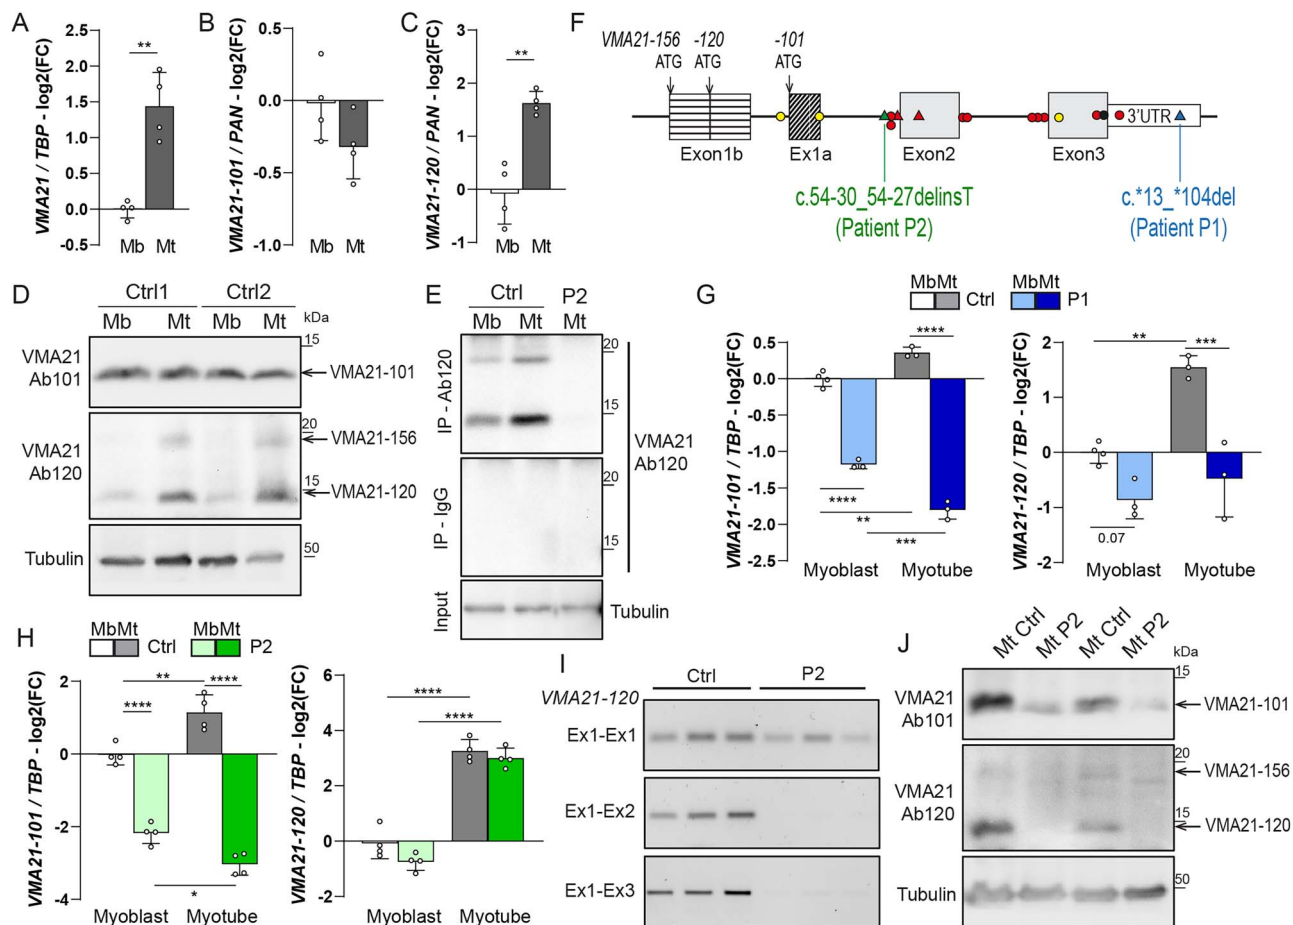 A
VMA21 / TBP - log2(FC)
2.5
2.0
1.5
1.0
0.5
0.0
-0.5
**
Mb Mt
B
VMA21-101 / PAN - log2(FC)
0.5
0.0
-0.5
-1.0
Mb Mt
C
VMA21-120 / PAN - log2(FC)
3
2
1
0
-1
**
Mb Mt
F
VMA21-156 -120 -101
ATG ATG ATG
3'UTR
Exon1b Ex1a Exon2 Exon3
c.54-30_54-27delinsT
(Patient P2)
c.*13_*104del
(Patient P1)
D
Ctrl1 Ctrl2
Mb Mt Mb Mt kDa
15
VMA21
Ab101
VMA21-101
20
VMA21-156
VMA21
Ab120
15
VMA21-120
Tubulin
50
E
Ctrl P2
Mb Mt Mt
IP - Ab120
20
15
IP - IgG
20
15
VMA21
Ab120
Input
Tubulin
G
MbMt
Ctrl
MbMt
P1
VMA21-101 / TBP - log2(FC)
0.5
0.0
-0.5
-1.0
-1.5
-2.0
-2.5
****
****
**
***
Myoblast Myotube
VMA21-120 / TBP - log2(FC)
2
1
0
-1
-2
**
***
0.07
Myoblast Myotube
H
MbMt
Ctrl
MbMt
P2
VMA21-101 / TBP - log2(FC)
2
0
-2
-4
**
****
****
*
Myoblast Myotube
VMA21-120 / TBP - log2(FC)
6
4
2
0
-2
****
****
Myoblast Myotube
I
Ctrl P2
VMA21-120
Ex1-Ex1
Ex1-Ex2
Ex1-Ex3
J
Mt Ctrl Mt P2 Mt Ctrl Mt P2
kDa
15
VMA21
Ab101
VMA21-101
20
VMA21-156
VMA21
Ab120
15
VMA21-120
Tubulin
50